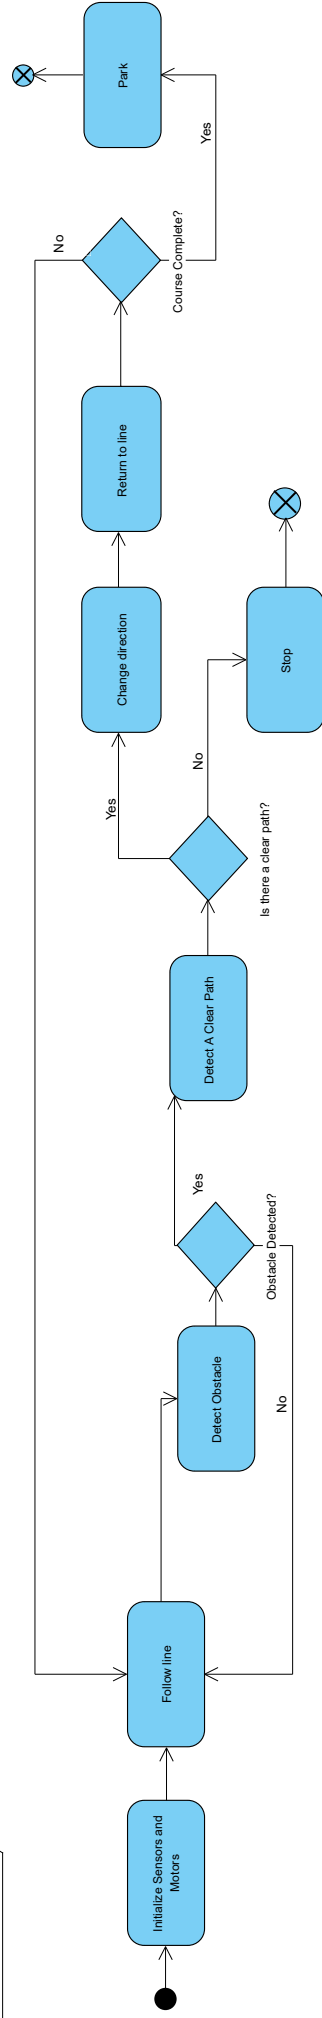 Initialize Sensors and
Motors
Follow line
Detect Obstacle
Obstacle Detected?
Yes
No
Detect A Clear Path
Is there a clear path?
Yes
No
Change direction
Stop
Return to line
Course Complete?
No
Yes
Park